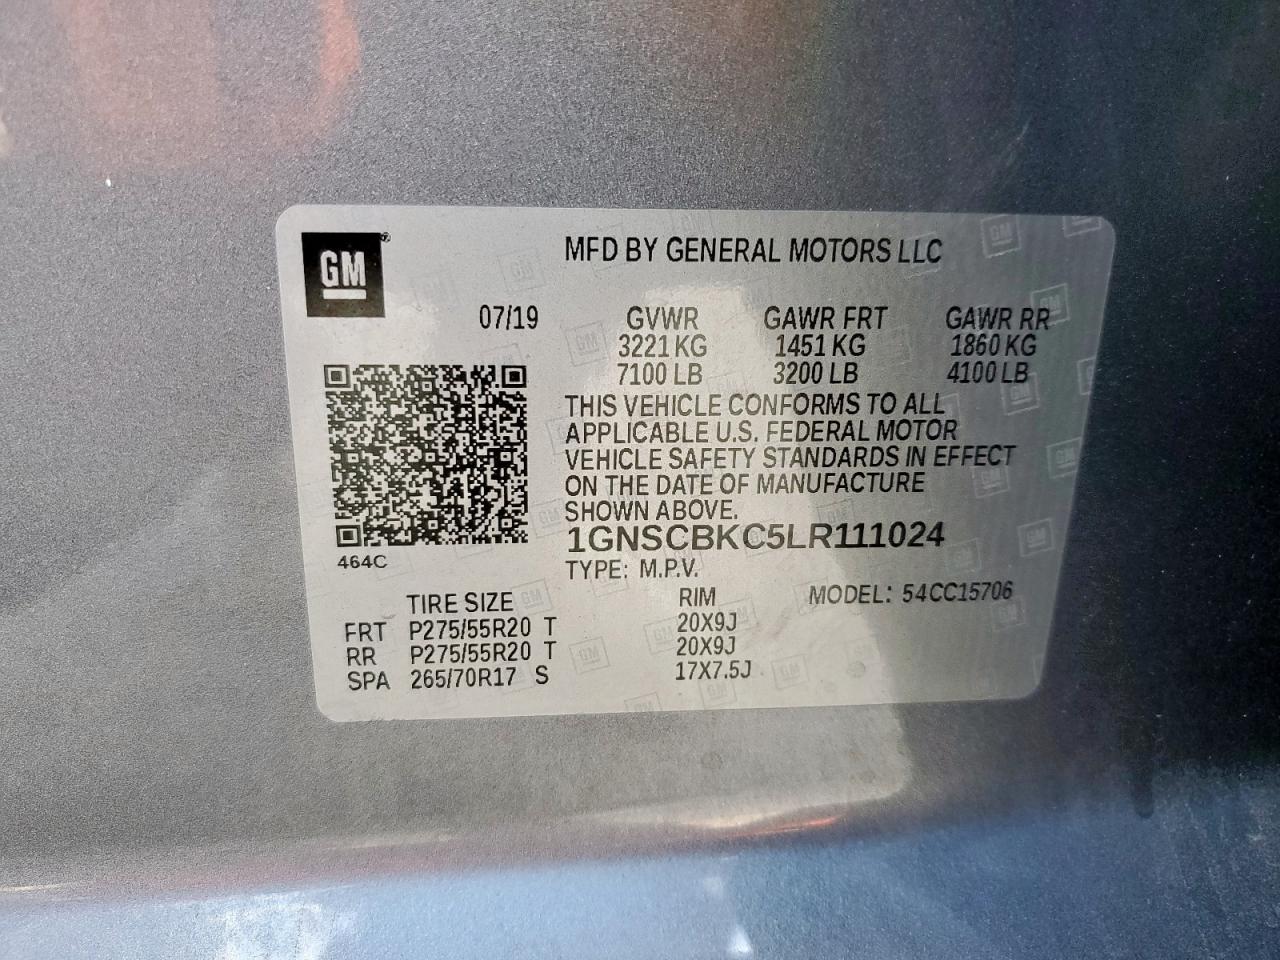 GM®
MFD BY GENERAL MOTORS LLC
07/19 GVWR GAWR FRT GAWR RR
3221 KG 1451 KG 1860 KG
7100 LB 3200 LB 4100 LB
THIS VEHICLE CONFORMS TO ALL
APPLICABLE U.S. FEDERAL MOTOR
VEHICLE SAFETY STANDARDS IN EFFECT
ON THE DATE OF MANUFACTURE
SHOWN ABOVE.
1GNSCBKC5LR111024
464C
TYPE: M.P.V.
TIRE SIZE RIM MODEL: 54CC15706
FRT P275/55R20 T 20X9J
RR P275/55R20 T 20X9J
SPA 265/70R17 S 17X7.5J